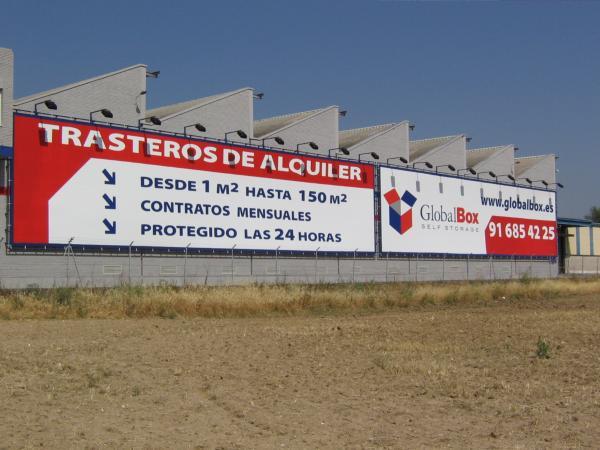 TRASTEROS DE ALQUILER
DESDE 1 M² HASTA 150 M²
CONTRATOS MENSUALES
PROTEGIDO LAS 24 HORAS
www.globalbox.es
GlobalBox
SELF STORAGE
91 685 42 25